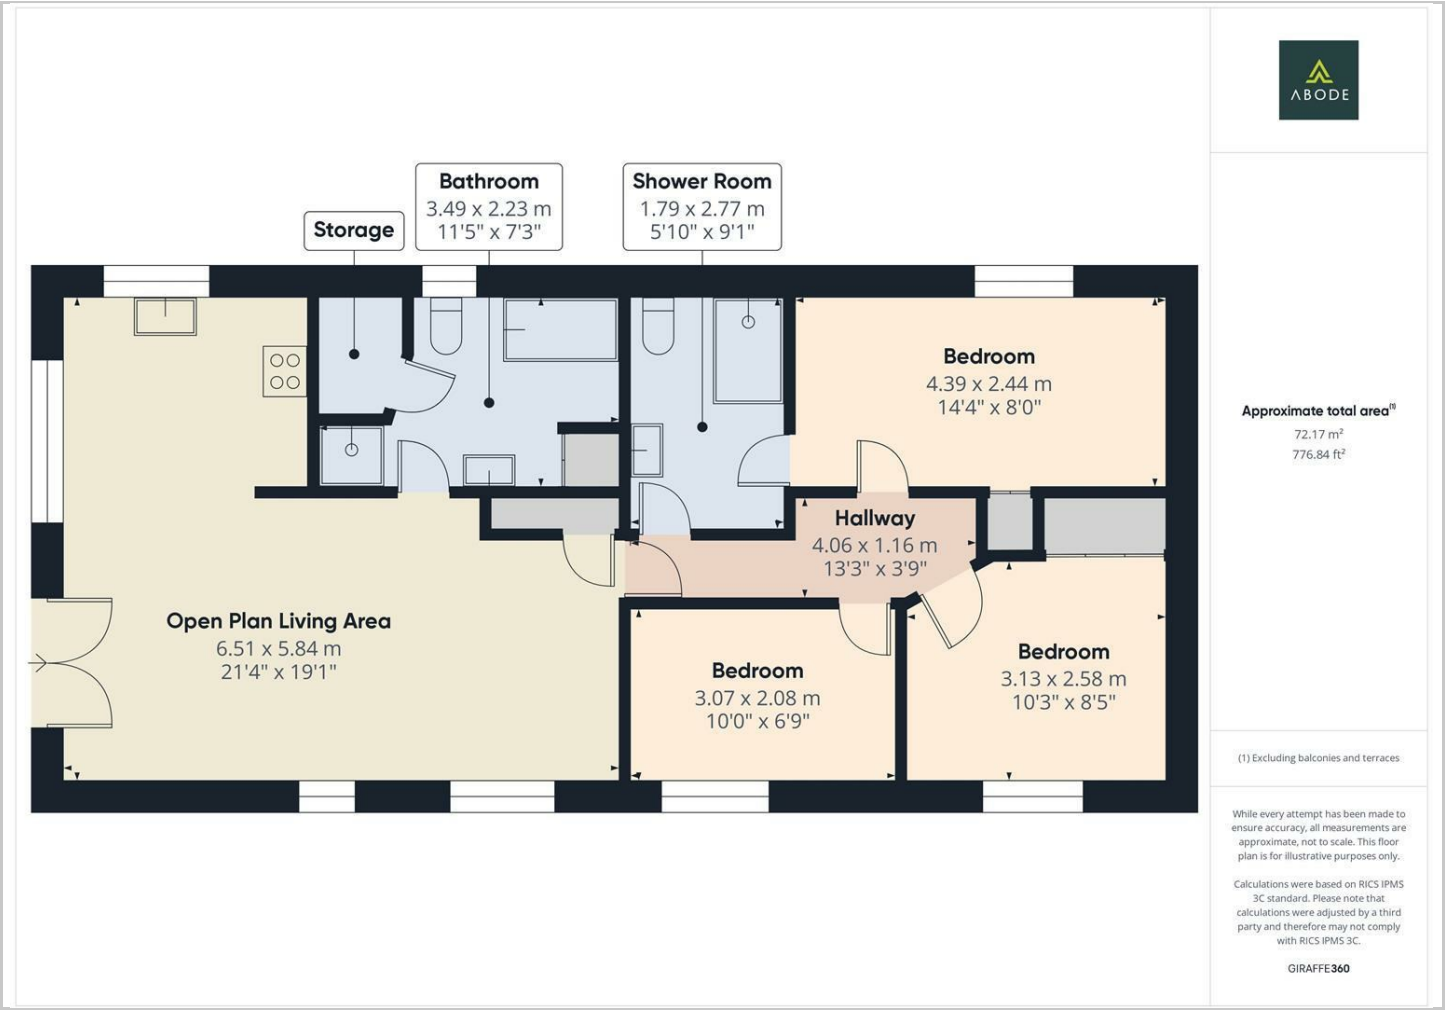 ABODE
Storage
Bathroom
3.49 x 2.23 m
11'5" x 7'3"
Shower Room
1.79 x 2.77 m
5'10" x 9'1"
Bedroom
4.39 x 2.44 m
14'4" x 8'0"
Hallway
4.06 x 1.16 m
13'3" x 3'9"
Open Plan Living Area
6.51 x 5.84 m
21'4" x 19'1"
Bedroom
3.07 x 2.08 m
10'0" x 6'9"
Bedroom
3.13 x 2.58 m
10'3" x 8'5"
Approximate total area(1)
72.17 m²
776.84 ft²
(1) Excluding balconies and terraces
While every attempt has been made to
ensure accuracy, all measurements are
approximate, not to scale. This floor
plan is for illustrative purposes only.
Calculations were based on RICS IPMS
3C standard. Please note that
calculations were adjusted by a third
party and therefore may not comply
with RICS IPMS 3C.
GIRAFFE360